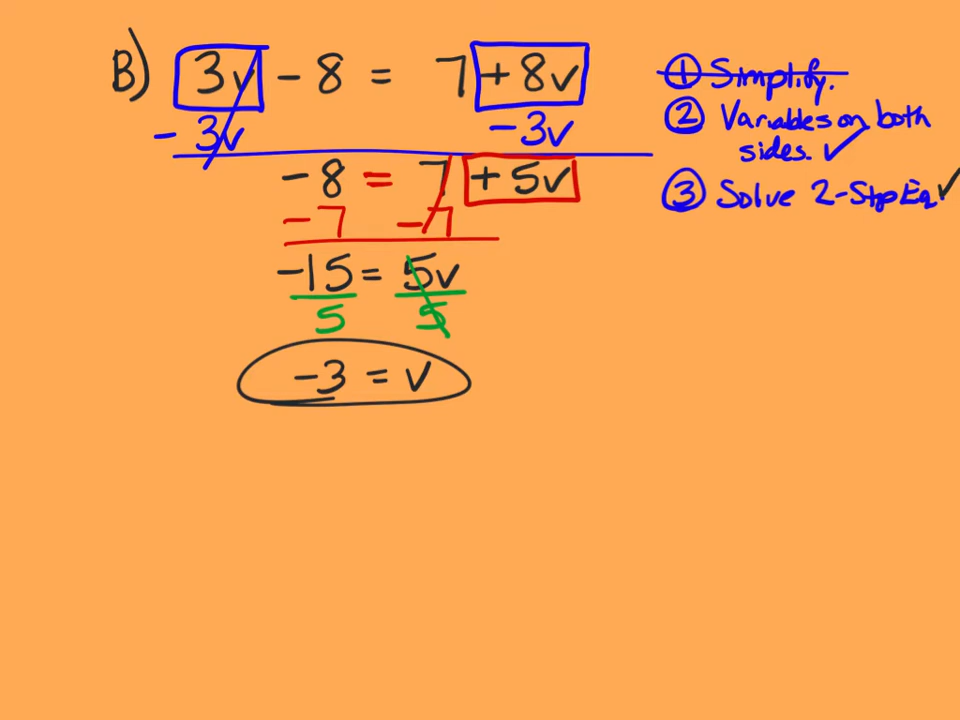 B) 3v - 8 = 7 + 8v
- 3v - 3v
-8 = 7 + 5v
-7 -7
-15 = 5v
5 5
-3 = v
① Simplify.
② Variables on both
sides. ✓
③ Solve 2-Stp Eq ✓